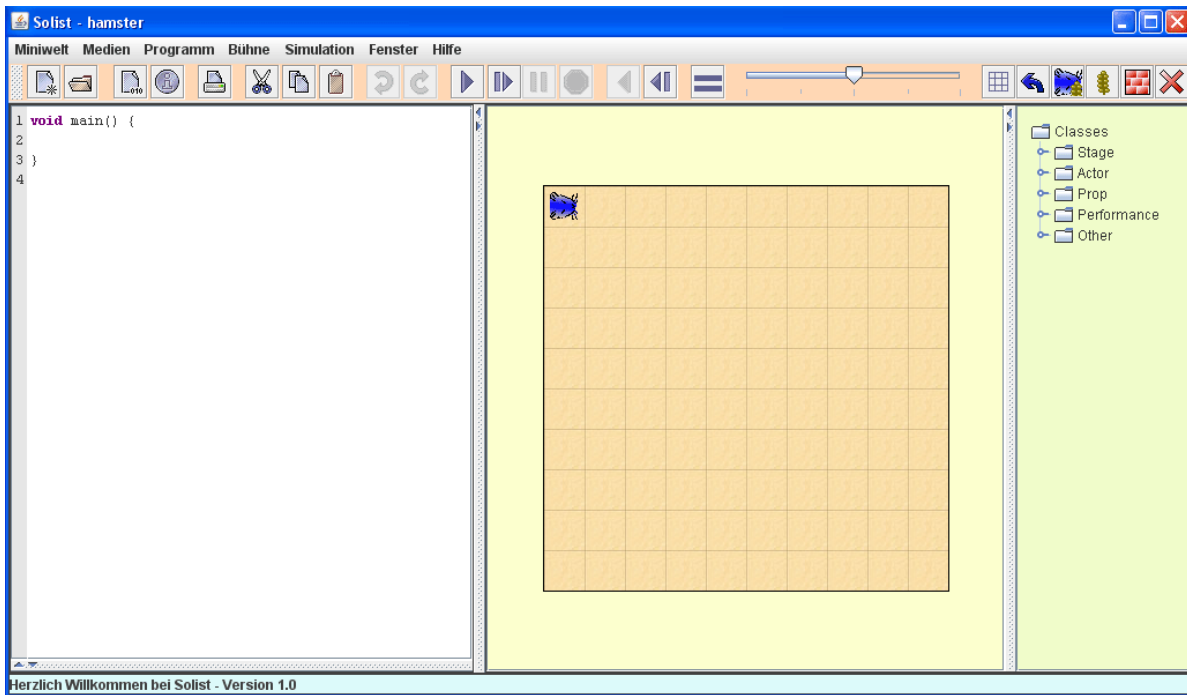 Solist - hamster
Miniwelt Medien Programm Bühne Simulation Fenster Hilfe
010
1 void main() {
2
3 }
4
Classes
Stage
Actor
Prop
Performance
Other
Herzlich Willkommen bei Solist - Version 1.0